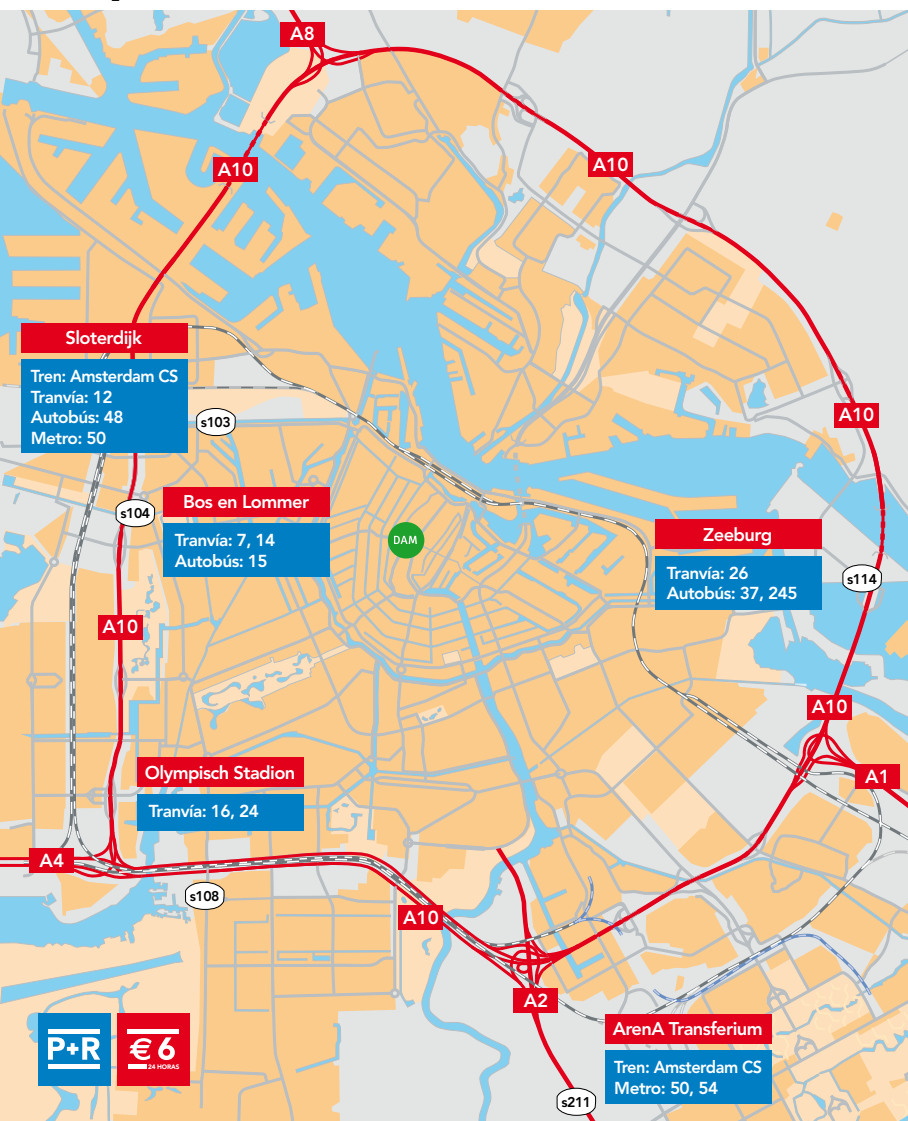 A8
A10
A10
Sloterdijk
Tren: Amsterdam CS
Tranvía: 12
Autobús: 48
Metro: 50
s103
A10
s104
Bos en Lommer
Tranvía: 7, 14
Autobús: 15
DAM
Zeeburg
Tranvía: 26
Autobús: 37, 245
s114
A10
A10
A1
Olympisch Stadion
Tranvía: 16, 24
A4
s108
A10
A2
ArenA Transferium
Tren: Amsterdam CS
Metro: 50, 54
s211
P+R
€ 6
24 HORAS